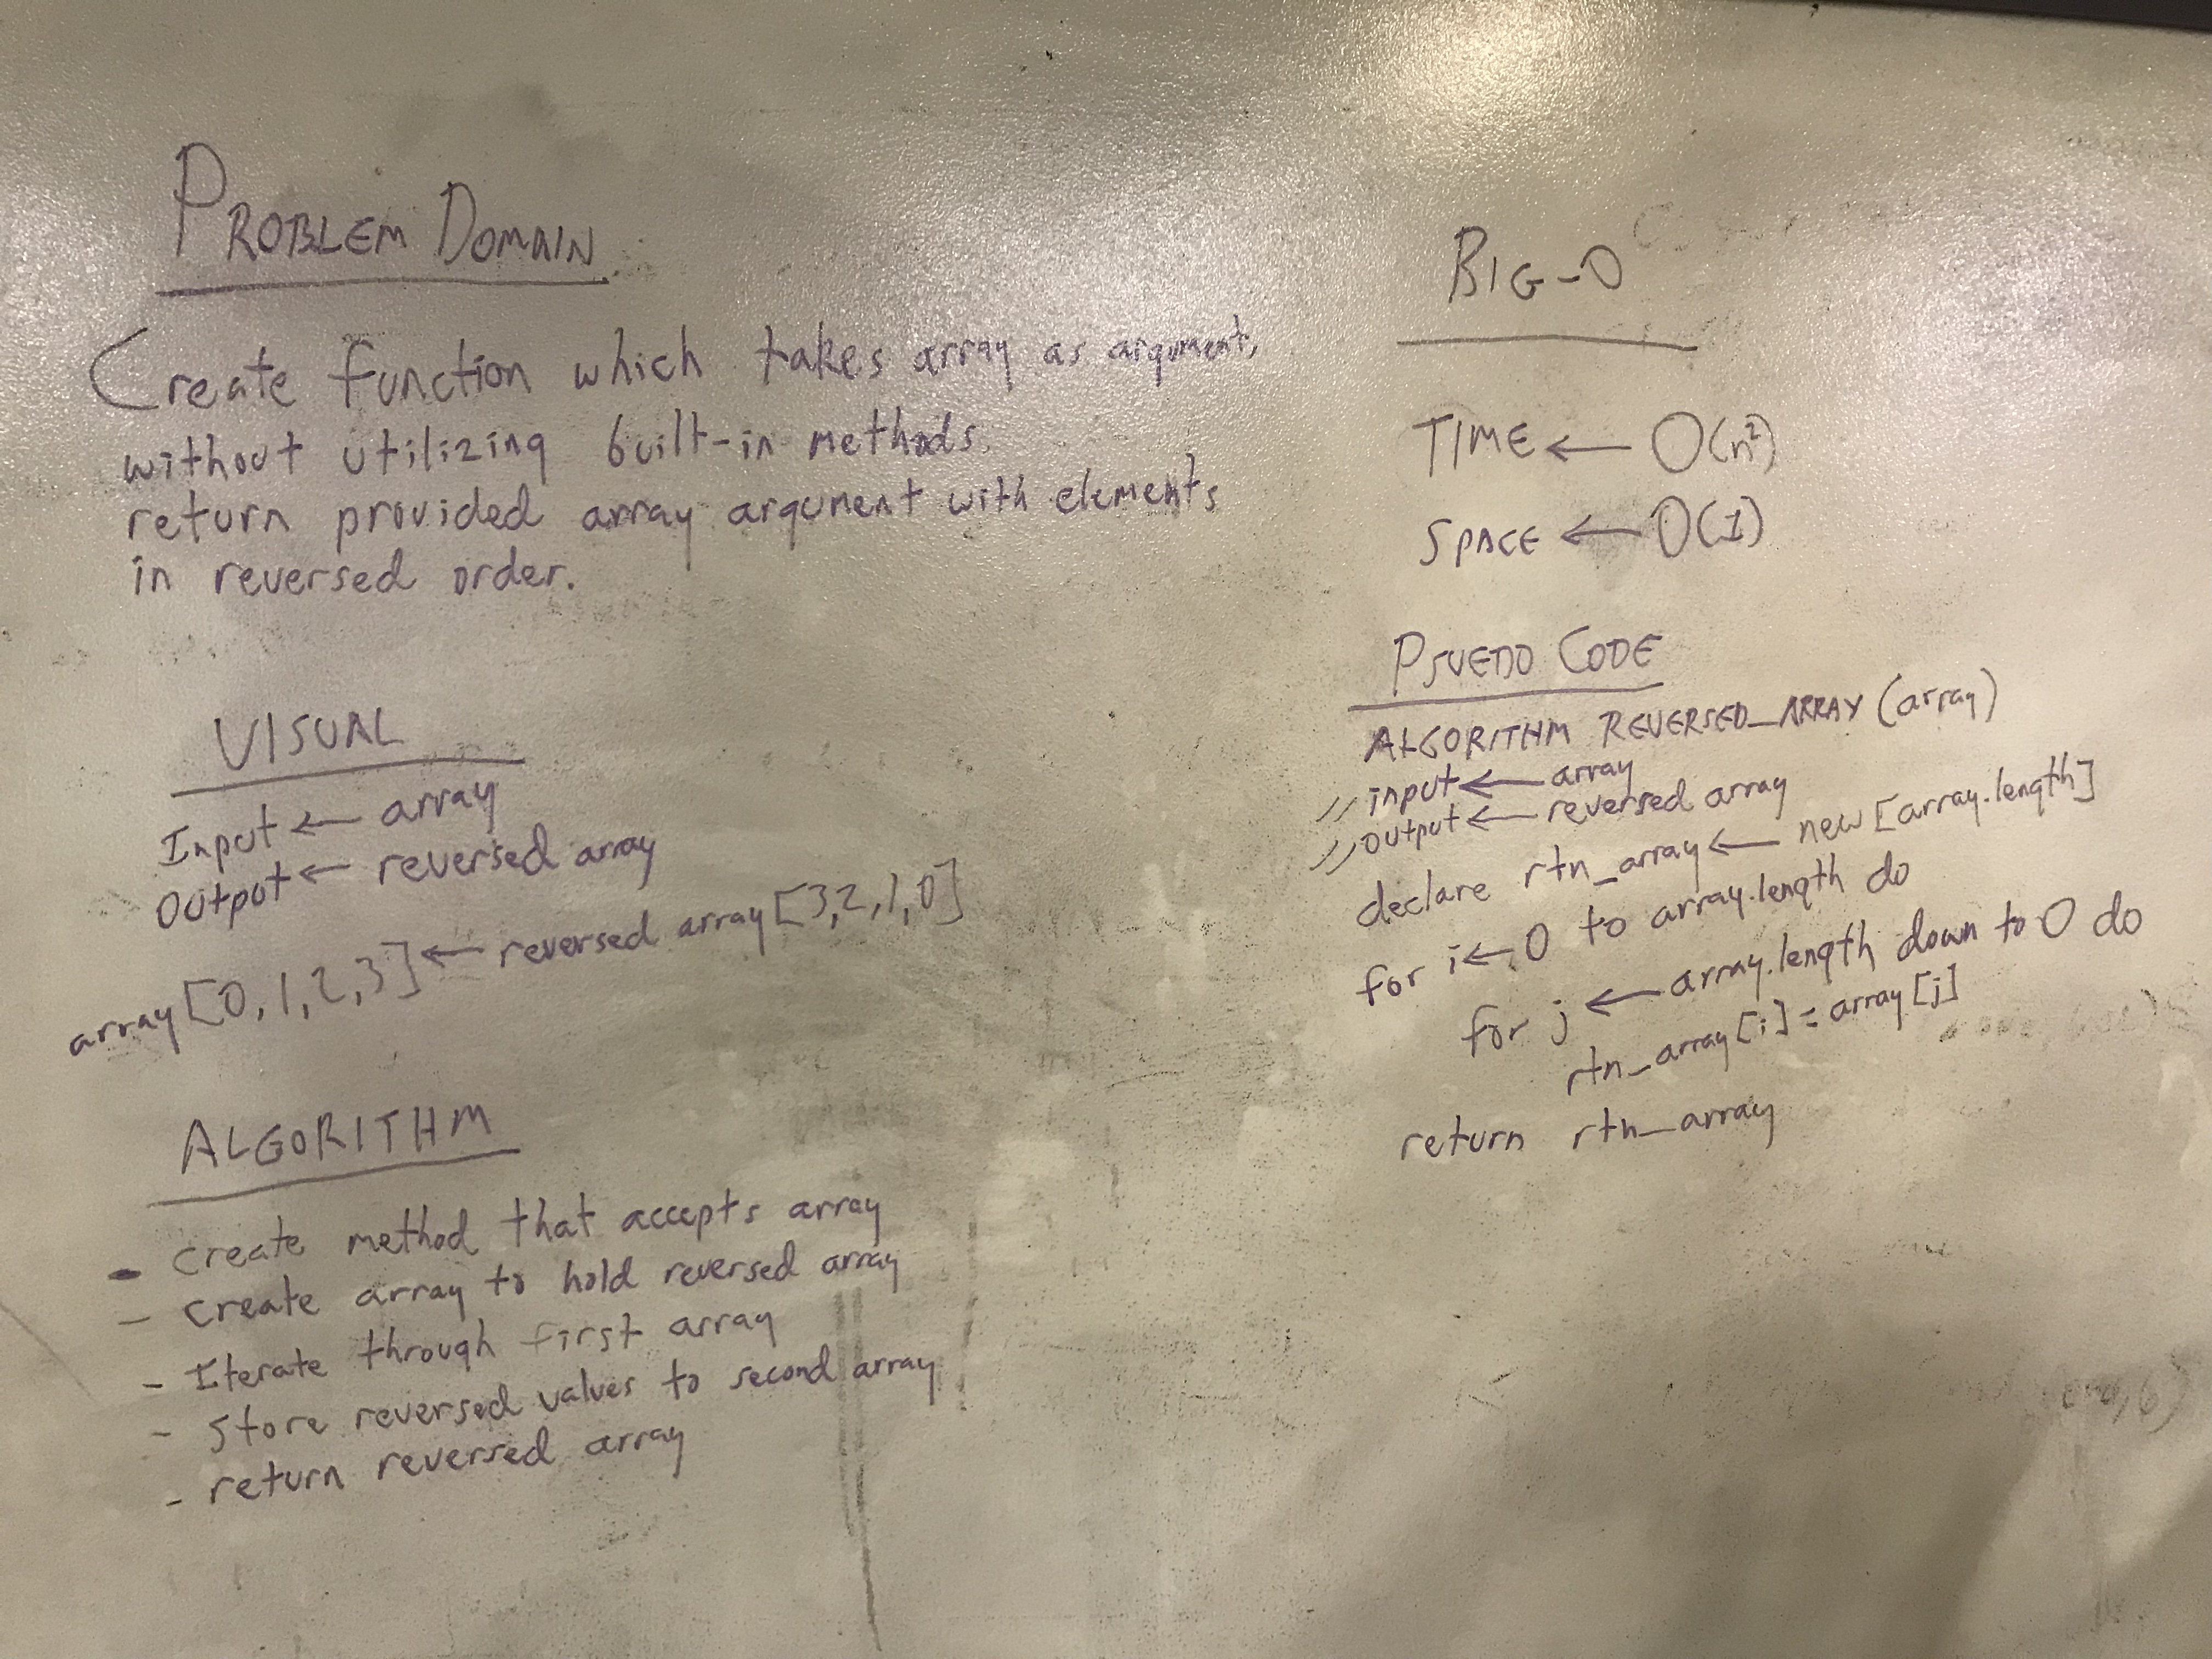 PROBLEM DOMAIN
Create function which takes array as argument,
without utilizing built-in methods.
return provided array argument with elements
in reversed order.
VISUAL
Input ← array
Output ← reversed array
array [0,1,2,3] ← reversed array [3,2,1,0]
ALGORITHM
- Create method that accepts array
- Create array to hold reversed array
- Iterate through first array
- Store reversed values to second array
- return reversed array
BIG-O
TIME ← O(n²)
SPACE ← O(1)
PSUEDO CODE
ALGORITHM REVERSED_ARRAY (array)
// input ← array
// output ← reversed array
declare rtn_array ← new [array.length]
for i ← 0 to array.length do
for j ← array.length down to 0 do
rtn_array[i] = array[j]
return rtn_array